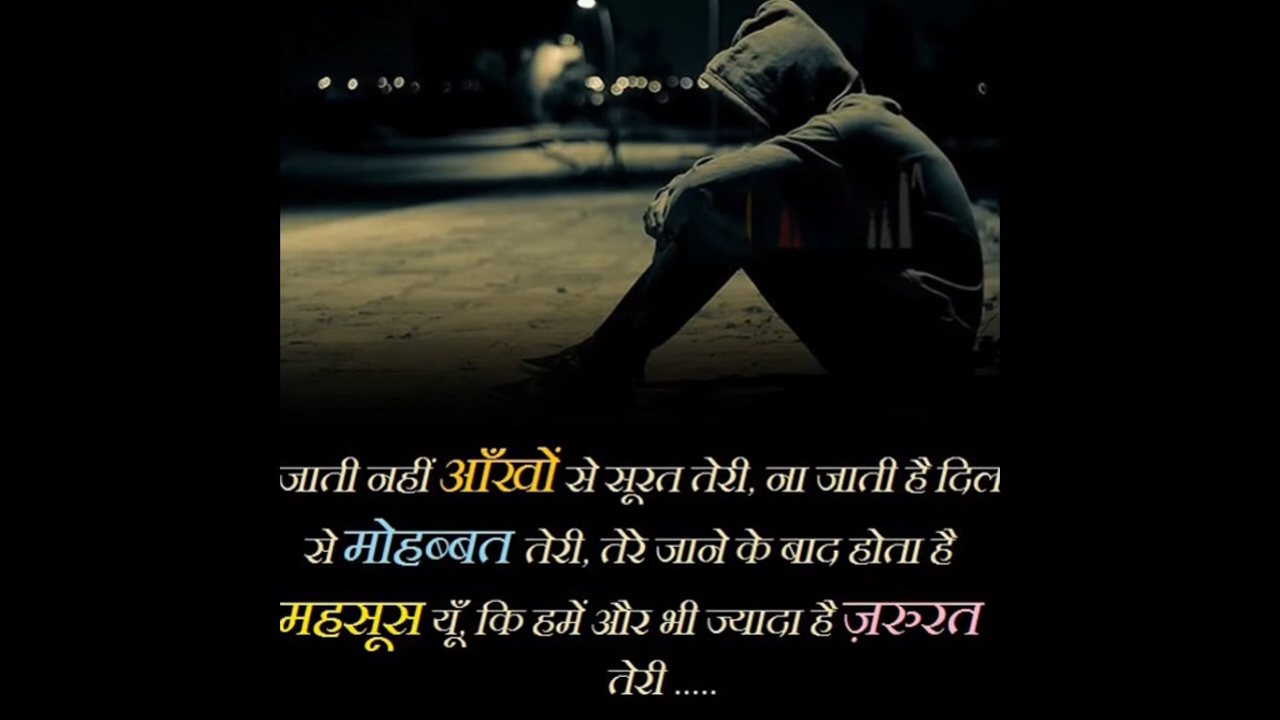 जाती नहीं आँखों से सूरत तेरी, ना जाती है दिल
से मोहब्बत तेरी, तेरे जाने के बाद होता है
महसूस यूँ, कि हमें और भी ज्यादा है ज़रुरत
तेरी .....